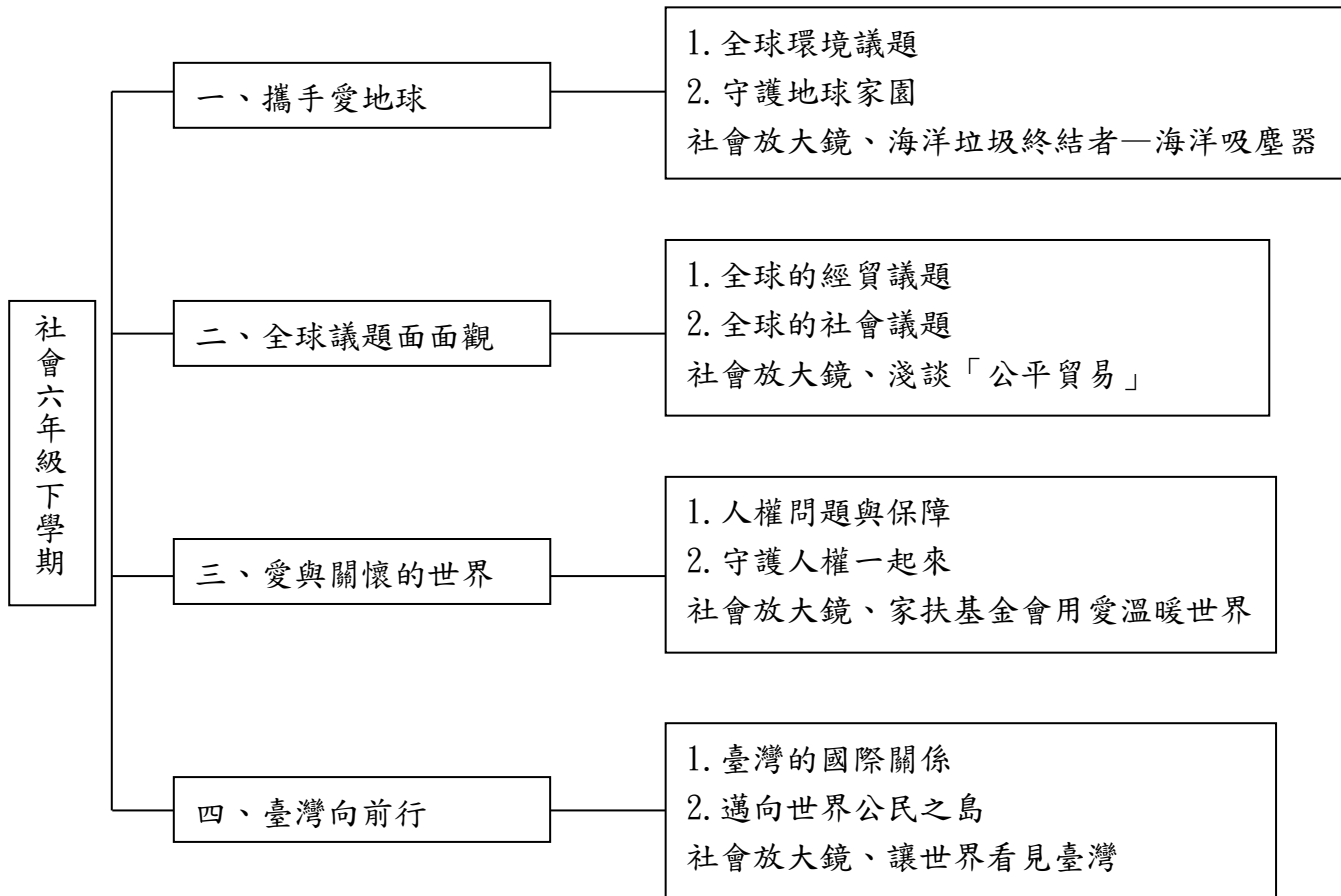 社會六年級下學期
一、攜手愛地球
1.全球環境議題
2.守護地球家園
社會放大鏡、海洋垃圾終結者—海洋吸塵器
二、全球議題面面觀
1.全球的經貿議題
2.全球的社會議題
社會放大鏡、淺談「公平貿易」
三、愛與關懷的世界
1.人權問題與保障
2.守護人權一起來
社會放大鏡、家扶基金會用愛溫暖世界
四、臺灣向前行
1.臺灣的國際關係
2.邁向世界公民之島
社會放大鏡、讓世界看見臺灣